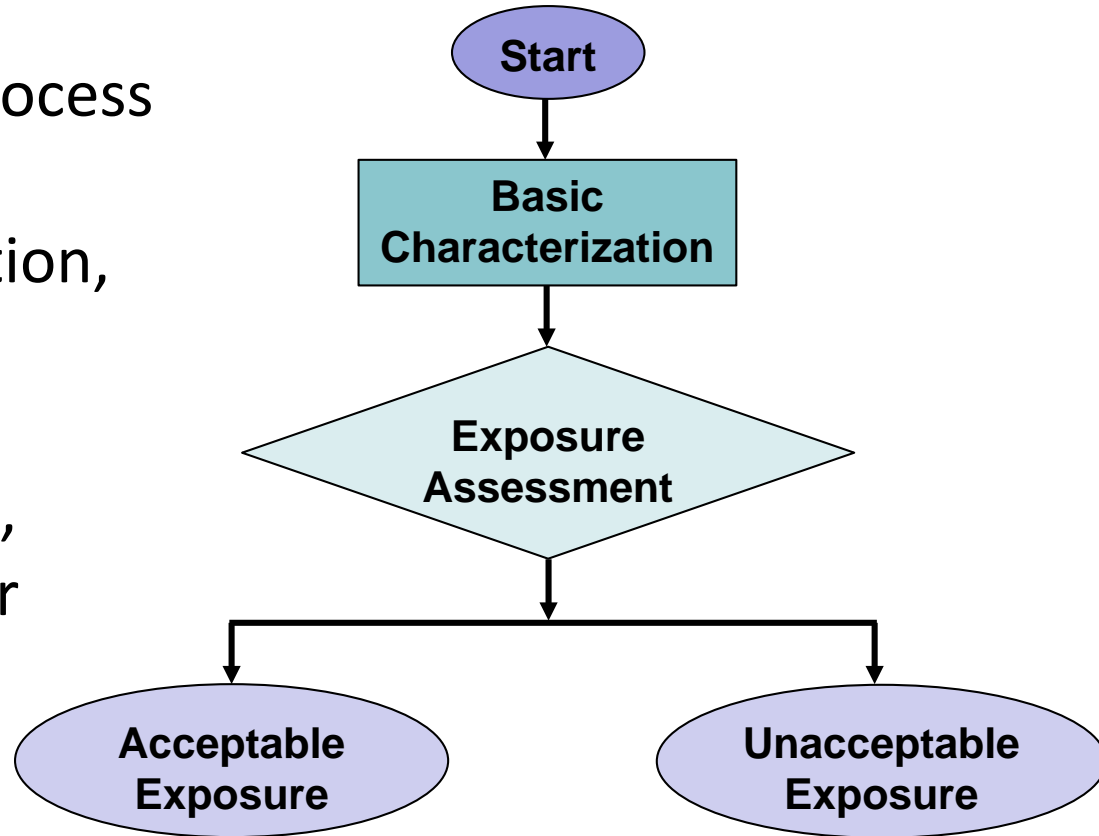 ocess
tion,
,
r
Start
Basic
Characterization
Exposure
Assessment
Acceptable
Exposure
Unacceptable
Exposure